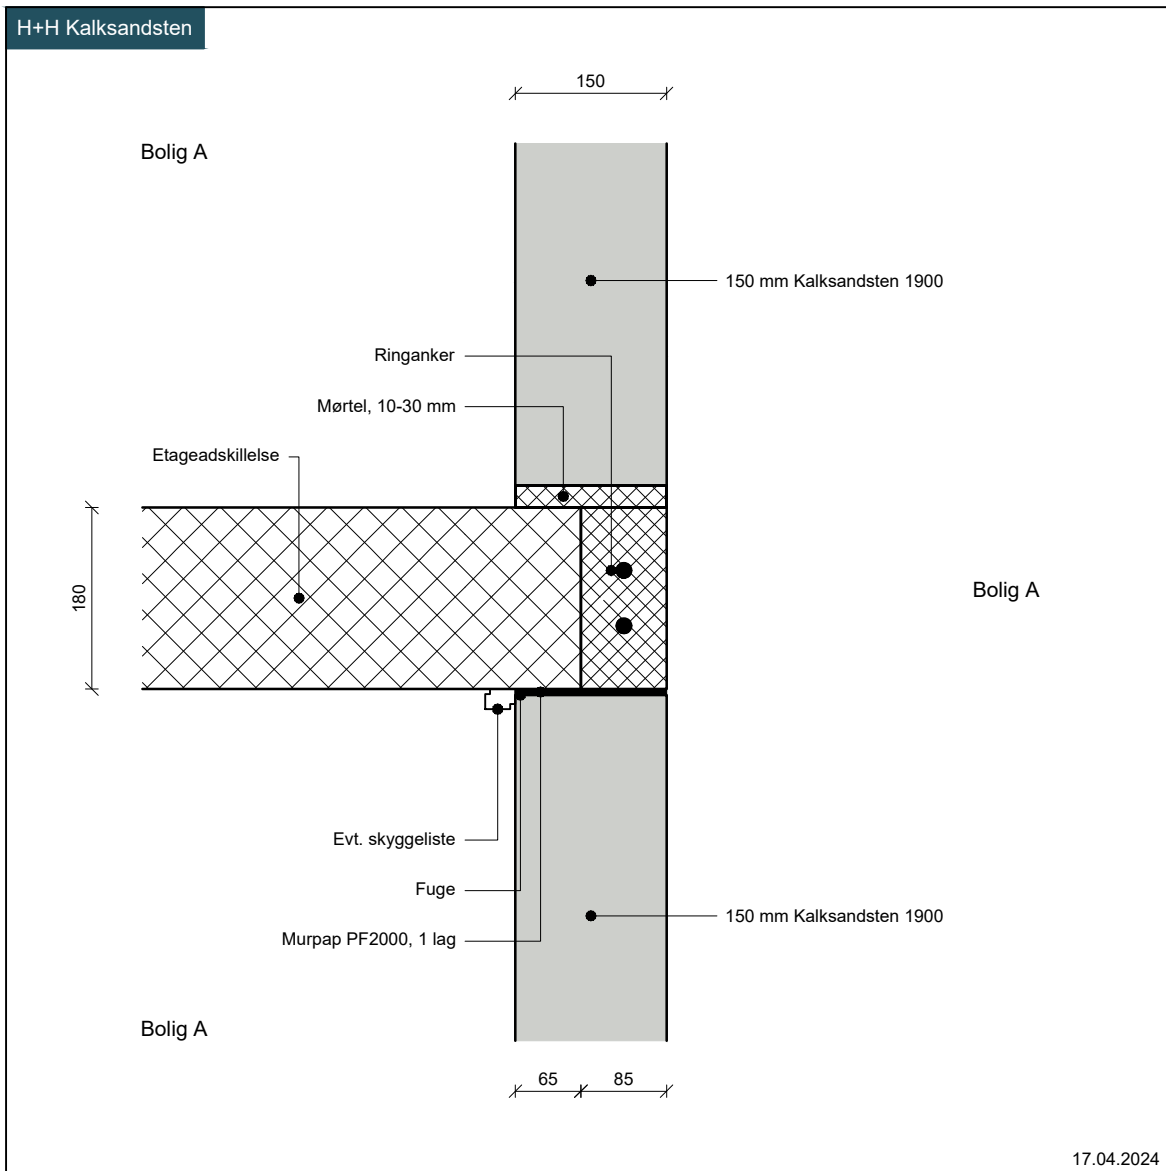 H+H Kalksandsten
150
Bolig A
150 mm Kalksandsten 1900
Ringanker
Mørtel, 10-30 mm
Etageadskillelse
180
Bolig A
Evt. skyggeliste
Fuge
150 mm Kalksandsten 1900
Murpap PF2000, 1 lag
Bolig A
65
85
17.04.2024